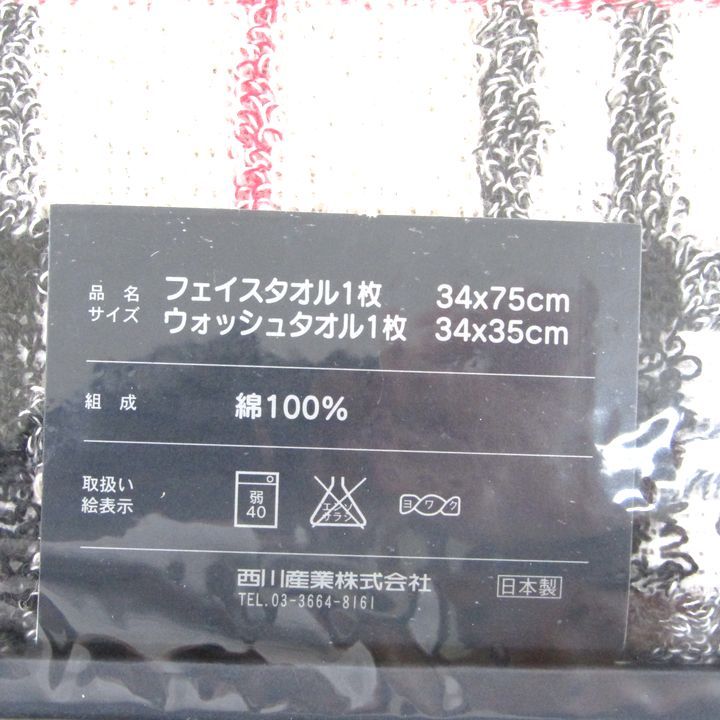 品名 フェイスタオル1枚 34x75cm
サイズ ウォッシュタオル1枚 34x35cm
組成 綿100%
取扱い
絵表示
弱
40
エンソ
サラシ
ヨワク
西川産業株式会社
TEL.03-3664-8161
日本製